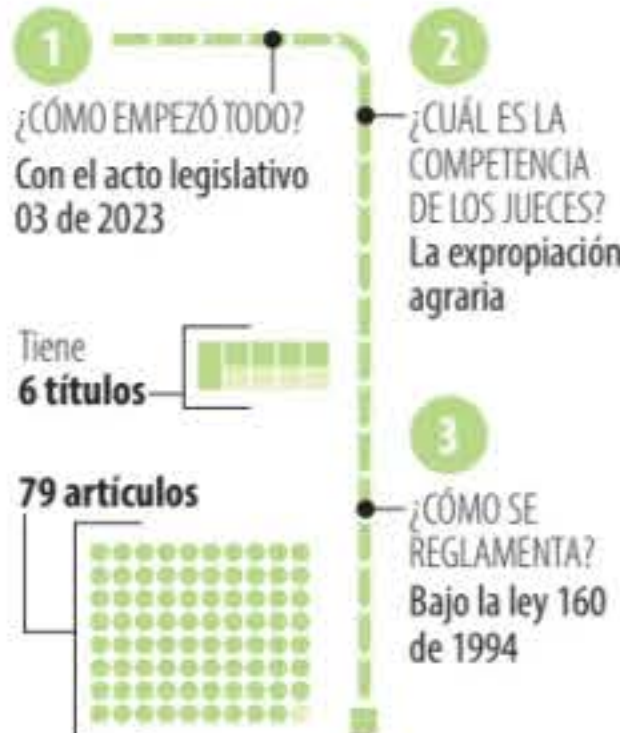 1
¿CÓMO EMPEZÓ TODO?
Con el acto legislativo
03 de 2023
Tiene
6 títulos
79 artículos
2
¿CUÁL ES LA
COMPETENCIA
DE LOS JUECES?
La expropiación
agraria
3
¿CÓMO SE
REGLAMENTA?
Bajo la ley 160
de 1994